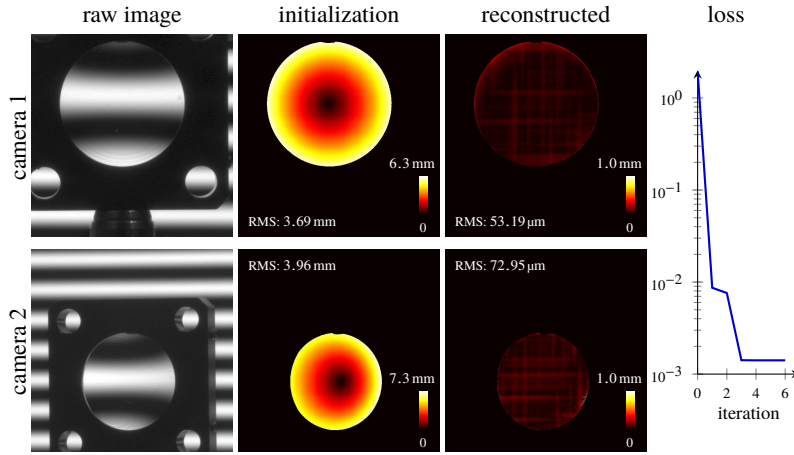 raw image
initialization
reconstructed
loss
camera 1
6.3 mm
0
RMS: 3.69 mm
1.0 mm
0
RMS: 53.19 µm
camera 2
RMS: 3.96 mm
7.3 mm
0
RMS: 72.95 µm
1.0 mm
0
10⁰
10⁻¹
10⁻²
10⁻³
0 2 4 6
iteration